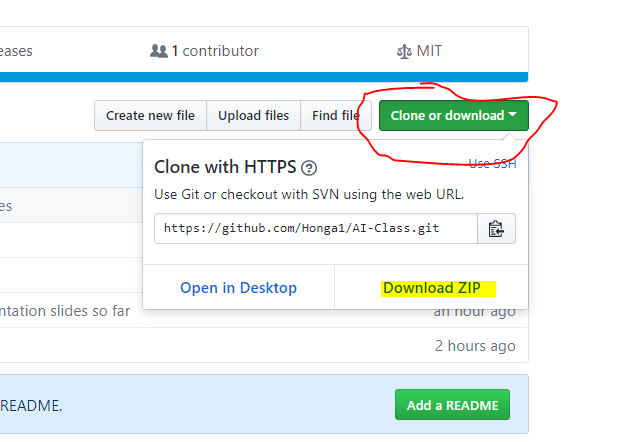 eases
1 contributor
MIT
Create new file
Upload files
Find file
Clone or download
Clone with HTTPS
Use SSH
es
Use Git or checkout with SVN using the web URL.
https://github.com/Honga1/AI-Class.git
Open in Desktop
Download ZIP
ntation slides so far
an hour ago
2 hours ago
README.
Add a README